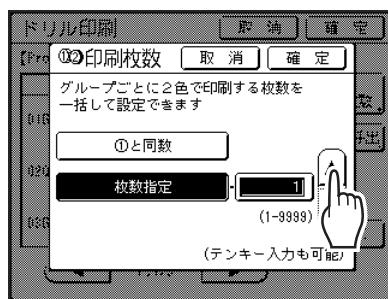 ドリル印刷
取 消
確 定
①②印刷枚数
取 消
確 定
グループごとに2色で印刷する枚数を
一括して設定できます
①と同数
枚数指定
1
(1-9999)
(テンキー入力も可能)